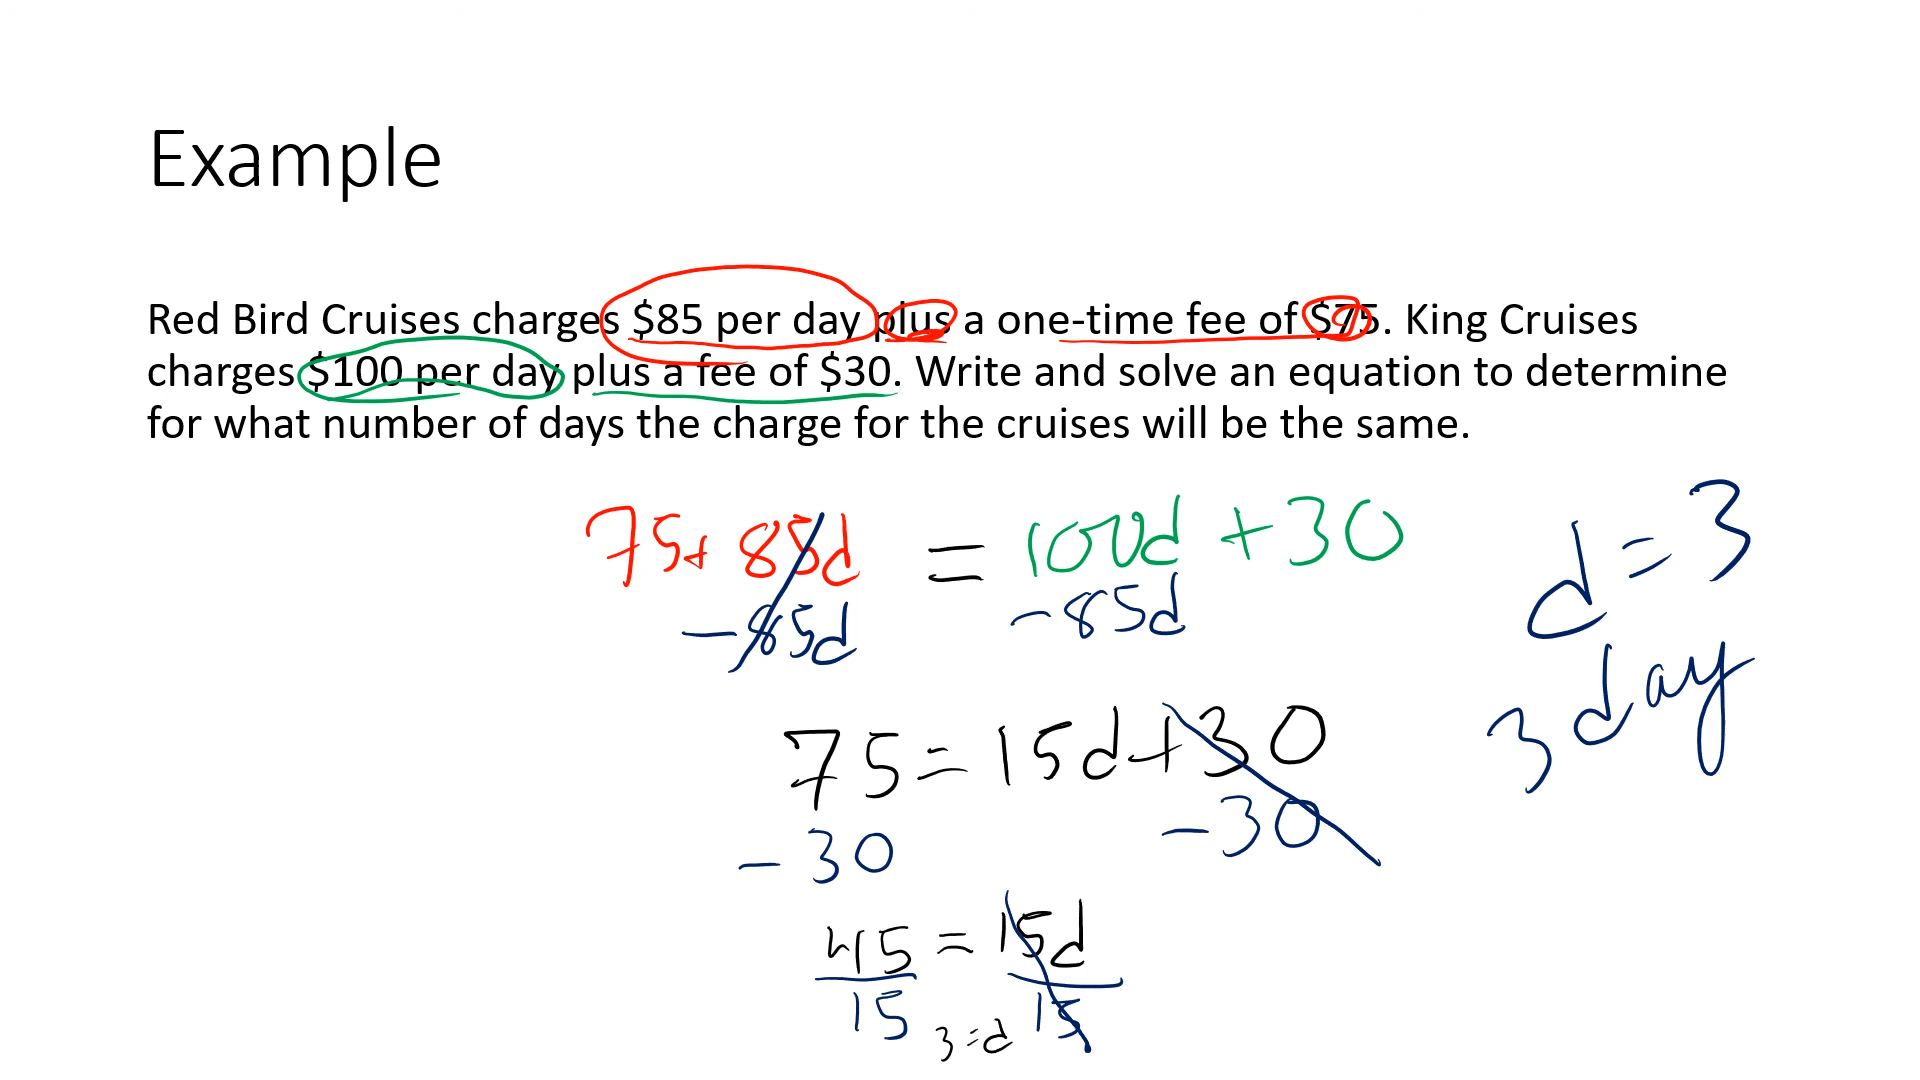 Example
Red Bird Cruises charges $85 per day plus a one-time fee of $75. King Cruises
charges $100 per day plus a fee of $30. Write and solve an equation to determine
for what number of days the charge for the cruises will be the same.
75 + 85d = 100d + 30
-85d -85d
d = 3
3 day
75 = 15d + 30
-30 -30
45 = 15d
15 15
3 = d